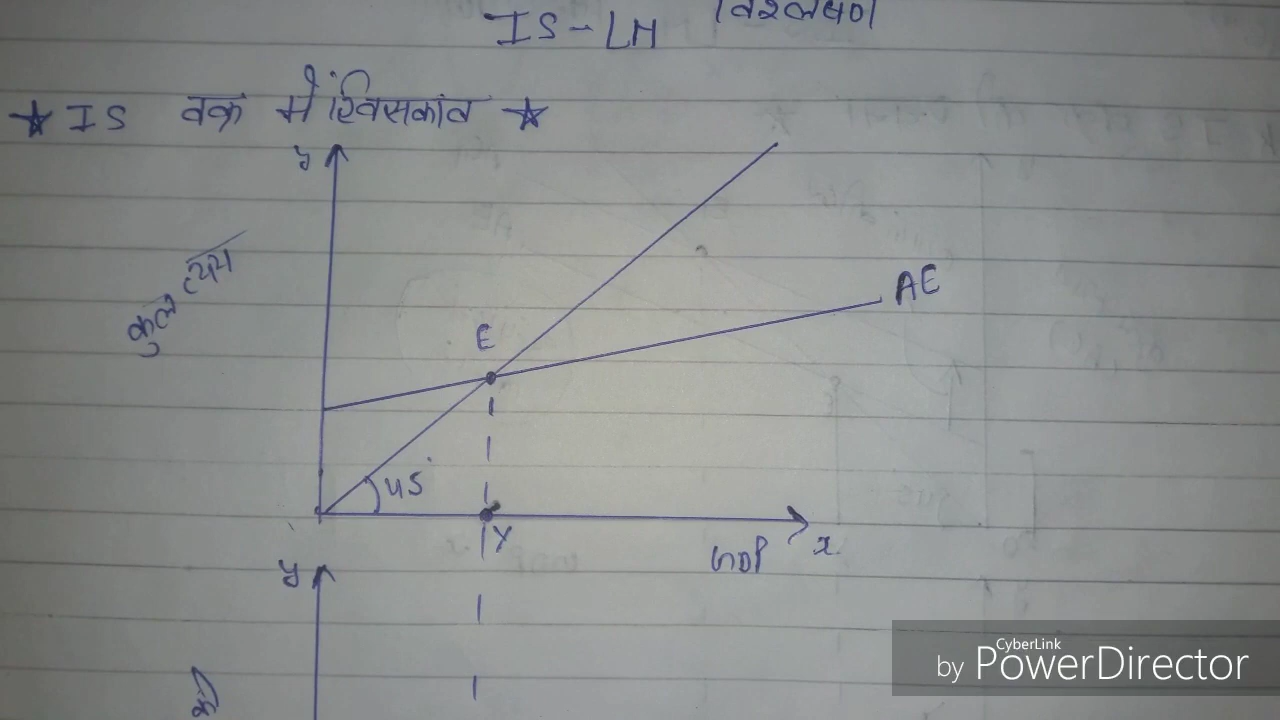 IS-LM विश्लेषण
★ IS वक्र में खिसकाव ★
y
कुल व्यय
AE
E
45°
Y
GDP x
y
CyberLink
by PowerDirector